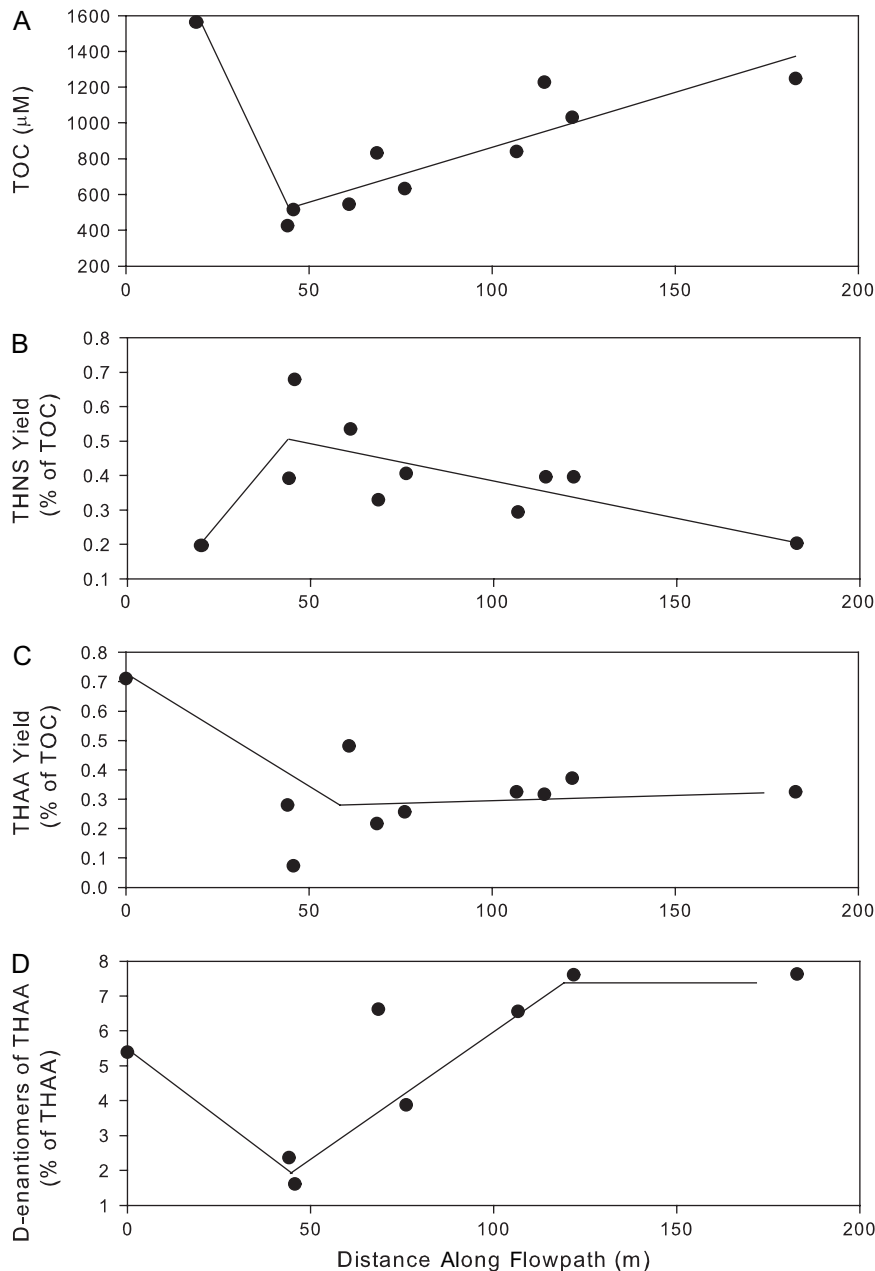 A
TOC (µM)
1600
1400
1200
1000
800
600
400
200
0 50 100 150 200
B
THNS Yield
(% of TOC)
0.8
0.7
0.6
0.5
0.4
0.3
0.2
0.1
0 50 100 150 200
C
THAA Yield
(% of TOC)
0.8
0.7
0.6
0.5
0.4
0.3
0.2
0.1
0.0
0 50 100 150 200
D
D-enantiomers of THAA
(% of THAA)
8
7
6
5
4
3
2
1
0 50 100 150 200
Distance Along Flowpath (m)